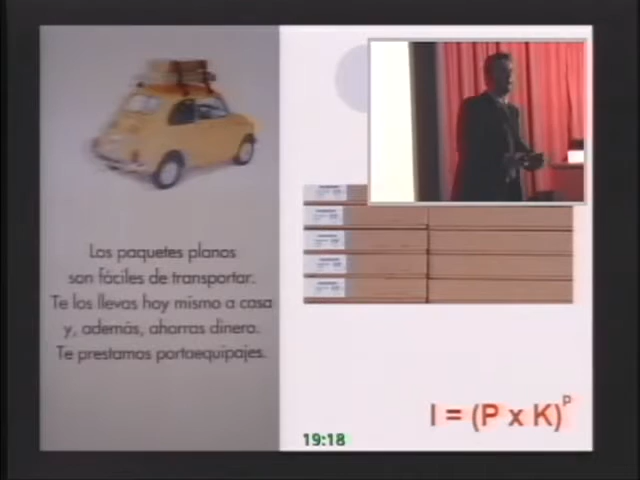 Los paquetes planos
son fáciles de transportar.
Te los llevas hoy mismo a casa
y, además, ahorras dinero.
Te prestamos portaequipajes.
I = (P x K)ᵖ
19:18